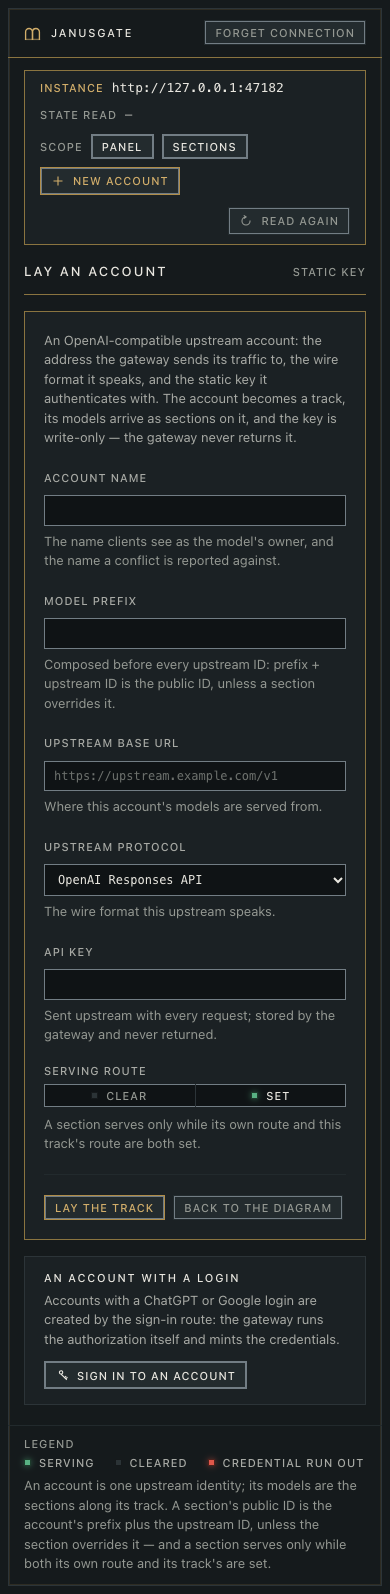 JANUSGATE
FORGET CONNECTION
INSTANCE http://127.0.0.1:47182
STATE READ —
SCOPE PANEL SECTIONS
NEW ACCOUNT
READ AGAIN
LAY AN ACCOUNT STATIC KEY
An OpenAI-compatible upstream account: the
address the gateway sends its traffic to, the wire
format it speaks, and the static key it
authenticates with. The account becomes a track,
its models arrive as sections on it, and the key is
write-only — the gateway never returns it.
ACCOUNT NAME
The name clients see as the model's owner, and
the name a conflict is reported against.
MODEL PREFIX
Composed before every upstream ID: prefix +
upstream ID is the public ID, unless a section
overrides it.
UPSTREAM BASE URL
https://upstream.example.com/v1
Where this account's models are served from.
UPSTREAM PROTOCOL
OpenAI Responses API
The wire format this upstream speaks.
API KEY
Sent upstream with every request; stored by the
gateway and never returned.
SERVING ROUTE
CLEAR SET
A section serves only while its own route and this
track's route are both set.
LAY THE TRACK BACK TO THE DIAGRAM
AN ACCOUNT WITH A LOGIN
Accounts with a ChatGPT or Google login are
created by the sign-in route: the gateway runs
the authorization itself and mints the credentials.
SIGN IN TO AN ACCOUNT
LEGEND
SERVING CLEARED CREDENTIAL RUN OUT
An account is one upstream identity; its models are the
sections along its track. A section's public ID is the
account's prefix plus the upstream ID, unless the
section overrides it — and a section serves only while
both its own route and its track's are set.